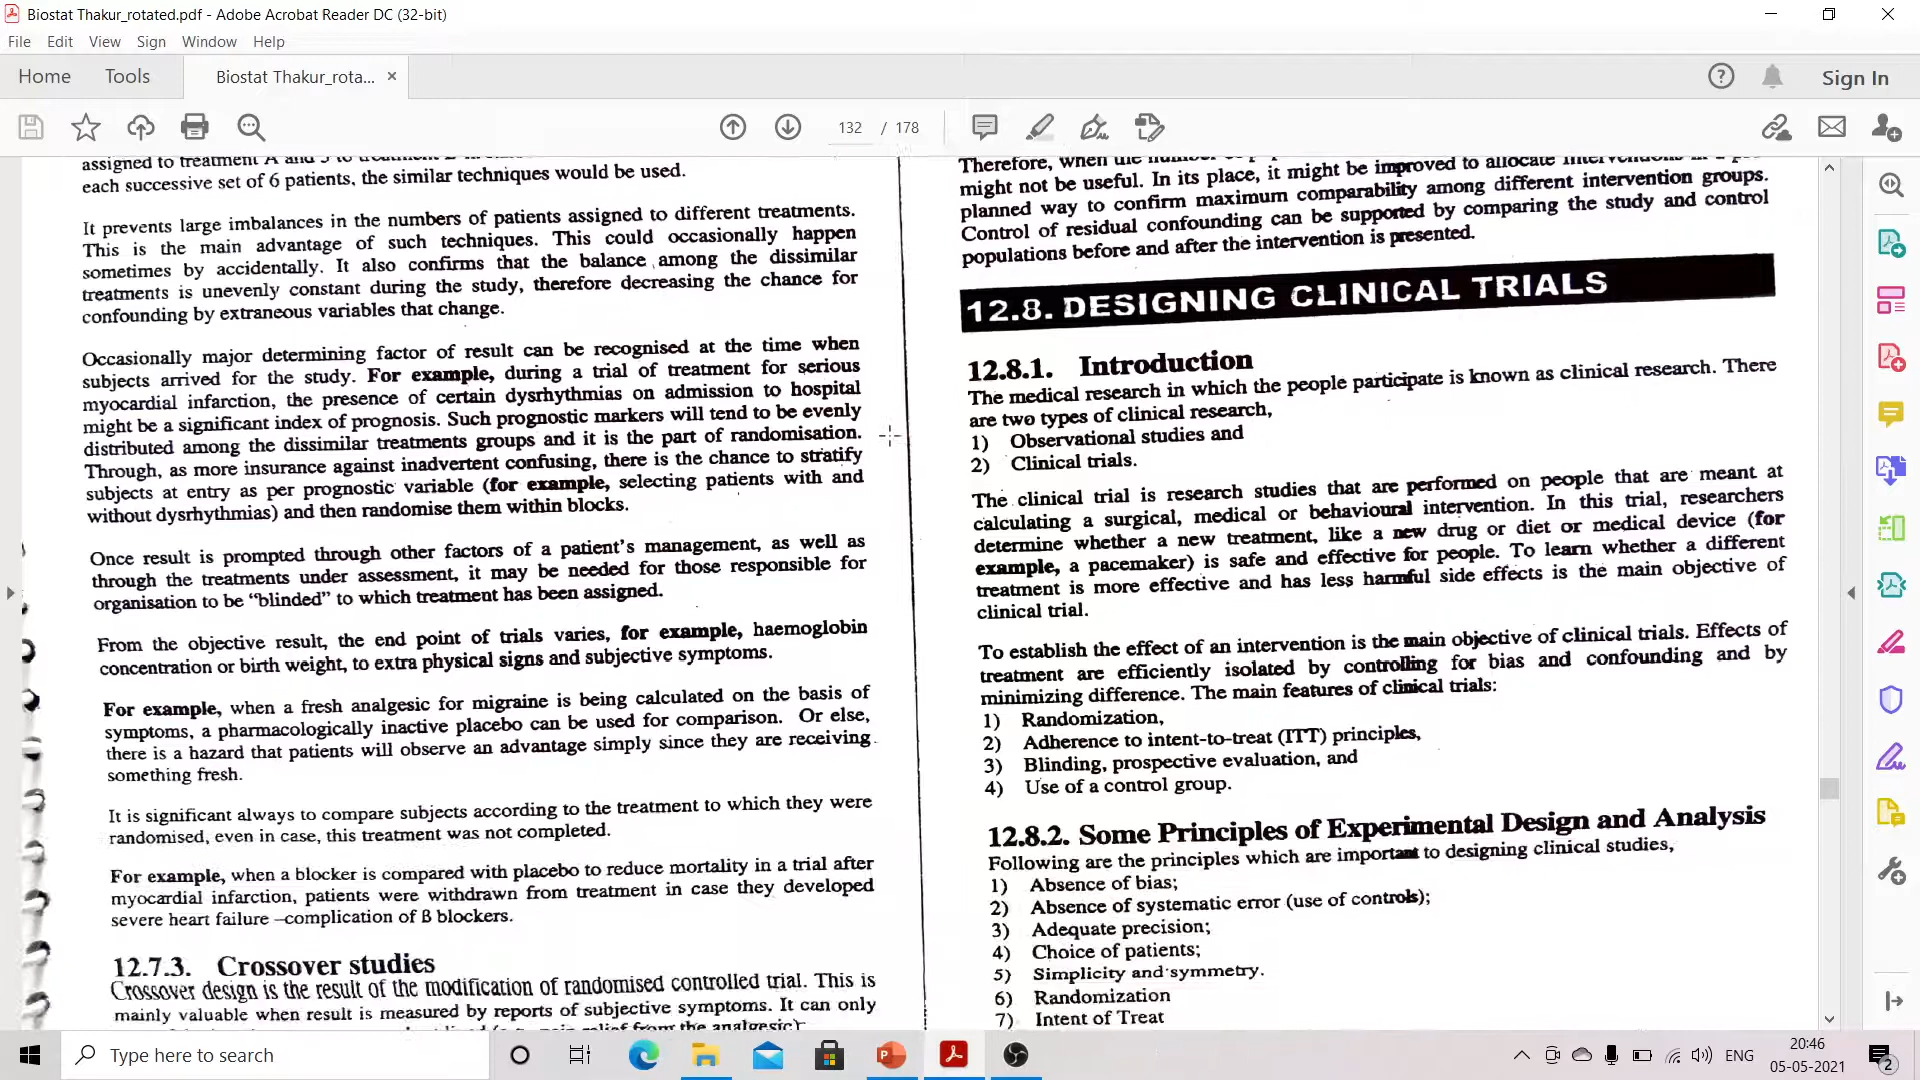 Biostat Thakur_rotated.pdf - Adobe Acrobat Reader DC (32-bit)
File Edit View Sign Window Help
Home Tools Biostat Thakur_rota... × Sign In
132 / 178
assigned to treatment A and 3 to treatment
each successive set of 6 patients, the similar techniques would be used.
It prevents large imbalances in the numbers of patients assigned to different treatments.
This is the main advantage of such techniques. This could occasionally happen
sometimes by accidentally. It also confirms that the balance among the dissimilar
treatments is unevenly constant during the study, therefore decreasing the chance for
confounding by extraneous variables that change.
Occasionally major determining factor of result can be recognised at the time when
subjects arrived for the study. For example, during a trial of treatment for serious
myocardial infarction, the presence of certain dysrhythmias on admission to hospital
might be a significant index of prognosis. Such prognostic markers will tend to be evenly
distributed among the dissimilar treatments groups and it is the part of randomisation.
Through, as more insurance against inadvertent confusing, there is the chance to stratify
subjects at entry as per prognostic variable (for example, selecting patients with and
without dysrhythmias) and then randomise them within blocks.
Once result is prompted through other factors of a patient's management, as well as
through the treatments under assessment, it may be needed for those responsible for
organisation to be "blinded" to which treatment has been assigned.
From the objective result, the end point of trials varies, for example, haemoglobin
concentration or birth weight, to extra physical signs and subjective symptoms.
For example, when a fresh analgesic for migraine is being calculated on the basis of
symptoms, a pharmacologically inactive placebo can be used for comparison. Or else,
there is a hazard that patients will observe an advantage simply since they are receiving
something fresh.
It is significant always to compare subjects according to the treatment to which they were
randomised, even in case, this treatment was not completed.
For example, when a blocker is compared with placebo to reduce mortality in a trial after
myocardial infarction, patients were withdrawn from treatment in case they developed
severe heart failure –complication of ß blockers.
12.7.3. Crossover studies
Crossover design is the result of the modification of randomised controlled trial. This is
mainly valuable when result is measured by reports of subjective symptoms. It can only
relief from the analgesic)
Therefore, when the number
might not be useful. In its place, it might be improved to allocate interventions in a
planned way to confirm maximum comparability among different intervention groups.
Control of residual confounding can be supported by comparing the study and control
populations before and after the intervention is presented.
12.8. DESIGNING CLINICAL TRIALS
12.8.1. Introduction
The medical research in which the people participate is known as clinical research. There
are two types of clinical research,
1) Observational studies and
2) Clinical trials.
The clinical trial is research studies that are performed on people that are meant at
calculating a surgical, medical or behavioural intervention. In this trial, researchers
determine whether a new treatment, like a new drug or diet or medical device (for
example, a pacemaker) is safe and effective for people. To learn whether a different
treatment is more effective and has less harmful side effects is the main objective of
clinical trial.
To establish the effect of an intervention is the main objective of clinical trials. Effects of
treatment are efficiently isolated by controlling for bias and confounding and by
minimizing difference. The main features of clinical trials:
1) Randomization,
2) Adherence to intent-to-treat (ITT) principles,
3) Blinding, prospective evaluation, and
4) Use of a control group.
12.8.2. Some Principles of Experimental Design and Analysis
Following are the principles which are important to designing clinical studies,
1) Absence of bias;
2) Absence of systematic error (use of controls);
3) Adequate precision;
4) Choice of patients;
5) Simplicity and symmetry.
6) Randomization
7) Intent of Treat
Type here to search
ENG
20:46
05-05-2021
2